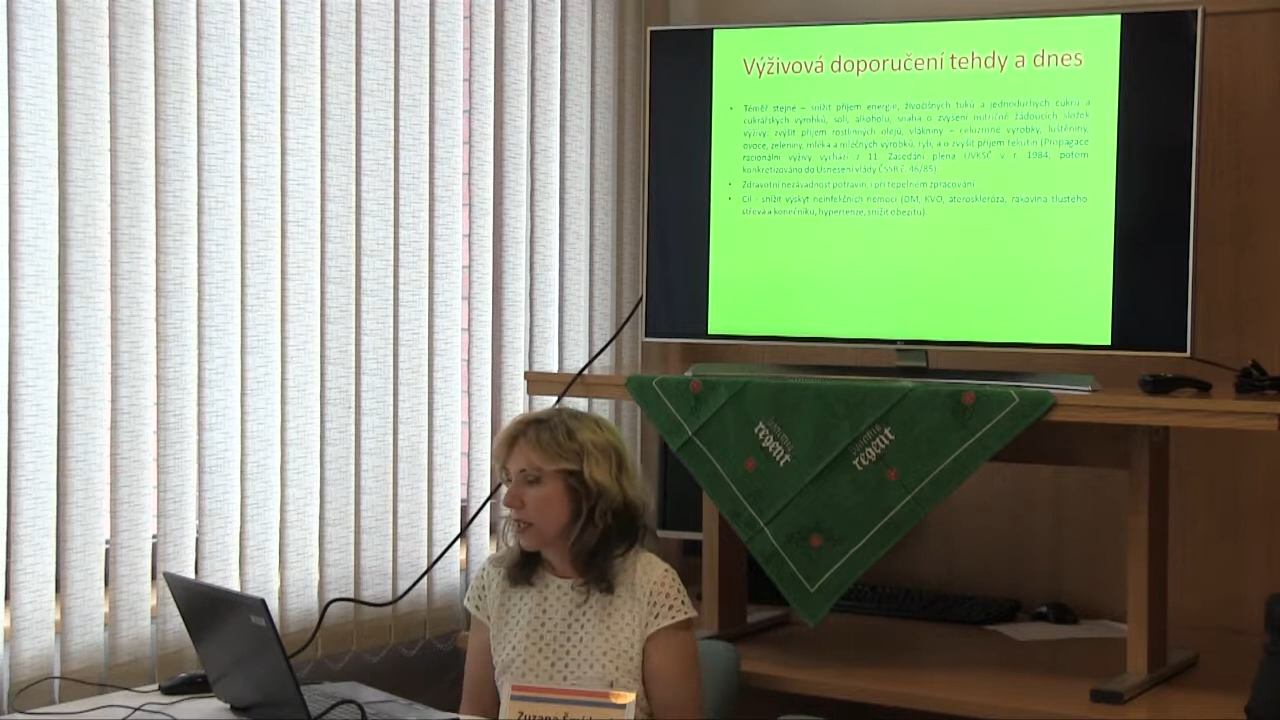 Výživová doporučení tehdy a dnes
• Téměř stejné – snížit příjem energie, živočišných tuků a jednoduchých cukrů a
cukrářských výrobků, soli, alkoholu, snaha o zvýšení nutričně žádoucích složek
výživy: zvýšit příjem rostlinných olejů, vlákniny – celozrnné výrobky, luštěniny,
ovoce, zeleniny, mléka a mléčných výrobků, ryb, a o zvýšit příjem tekutin (Propagace
racionální výživy vychází z 11. Zasedání pléna ÚVKSČ v r. 1984, potom
konkretizováno do Usnesení vlády ČSSR č. 46/85)
• Zdravotní nezávadnost potravin, i při tepelném zpracování
• Cíl - snížit výskyt neinfekčních nemocí (DM, KVO, ateroskleróza, rakovina tlustého
střeva a konečníku, hypertenze, snížit obezitu)
regent
regent
Zuzana